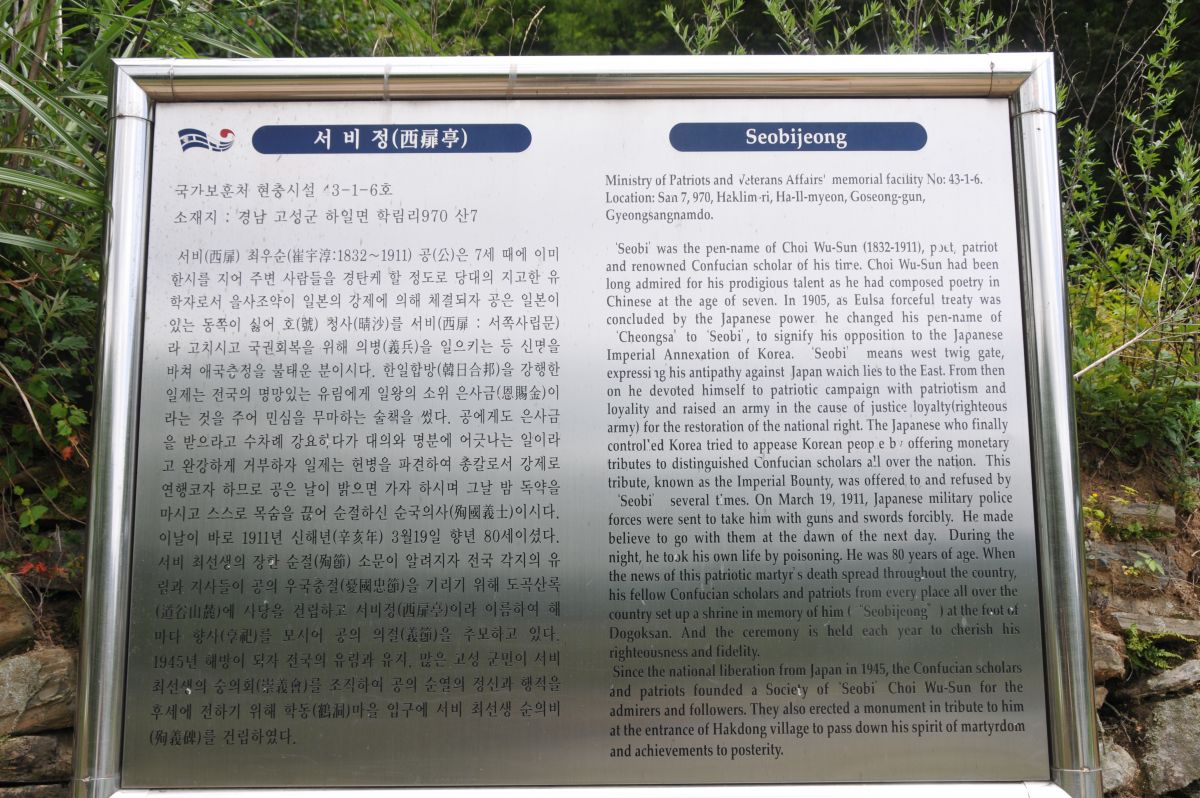 서비정(西扉亭)
국가보훈처 현충시설 43-1-6호
소재지 : 경남 고성군 하일면 학림리970 산7
서비(西扉) 최우순(崔宇淳:1832~1911) 공(公)은 7세 때에 이미
한시를 지어 주변 사람들을 경탄케 할 정도로 당대의 지고한 유
학자로서 을사조약이 일본의 강제에 의해 체결되자 공은 일본이
있는 동쪽이 싫어 호(號) 청사(晴沙)를 서비(西扉 : 서쪽사립문)
라 고치시고 국권회복을 위해 의병(義兵)을 일으키는 등 신명을
바쳐 애국충정을 불태운 분이시다. 한일합방(韓日合邦)을 강행한
일제는 전국의 명망있는 유림에게 일왕의 소위 은사금(恩賜金)이
라는 것을 주어 민심을 무마하는 술책을 썼다. 공에게도 은사금
을 받으라고 수차례 강요하다가 대의와 명분에 어긋나는 일이라
고 완강하게 거부하자 일제는 헌병을 파견하여 총칼로서 강제로
연행코자 하므로 공은 날이 밝으면 가자 하시며 그날 밤 독약을
마시고 스스로 목숨을 끊어 순절하신 순국의사(殉國義士)이시다.
이날이 바로 1911년 신해년(辛亥年) 3월19일 향년 80세이셨다.
서비 최선생의 장한 순절(殉節) 소문이 알려지자 전국 각지의 유
림과 지사들이 공의 우국충절(憂國忠節)을 기리기 위해 도곡산록
(道谷山麓)에 사당을 건립하고 서비정(西扉亭)이라 이름하여 해
마다 향사(享祀)를 모시어 공의 의절(義節)을 추모하고 있다.
1945년 해방이 되자 전국의 유림과 유지, 많은 고성 군민이 서비
최선생의 숭의회(崇義會)를 조직하여 공의 순열의 정신과 행적을
후세에 전하기 위해 학동(鶴洞)마을 입구에 서비 최선생 순의비
(殉義碑)를 건립하였다.
Seobijeong
Ministry of Patriots and Veterans Affairs' memorial facility No: 43-1-6.
Location: San 7, 970, Haklim-ri, Ha-Il-myeon, Goseong-gun,
Gyeongsangnamdo.
'Seobi' was the pen-name of Choi Wu-Sun (1832-1911), poet, patriot
and renowned Confucian scholar of his time. Choi Wu-Sun had been
long admired for his prodigious talent as he had composed poetry in
Chinese at the age of seven. In 1905, as Eulsa forceful treaty was
concluded by the Japanese power he changed his pen-name of
'Cheongsa' to 'Seobi', to signify his opposition to the Japanese
Imperial Annexation of Korea. 'Seobi' means west twig gate,
expressing his antipathy against Japan which lies to the East. From then
on he devoted himself to patriotic campaign with patriotism and
loyality and raised an army in the cause of justice loyalty(righteous
army) for the restoration of the national right. The Japanese who finally
controlled Korea tried to appease Korean people by offering monetary
tributes to distinguished Confucian scholars all over the nation. This
tribute, known as the Imperial Bounty, was offered to and refused by
'Seobi' several times. On March 19, 1911, Japanese military police
forces were sent to take him with guns and swords forcibly. He made
believe to go with them at the dawn of the next day. During the
night, he took his own life by poisoning. He was 80 years of age. When
the news of this patriotic martyr's death spread throughout the country,
his fellow Confucian scholars and patriots from every place all over the
country set up a shrine in memory of him ("Seobijeong") at the foot of
Dogoksan. And the ceremony is held each year to cherish his
righteousness and fidelity.
Since the national liberation from Japan in 1945, the Confucian scholars
and patriots founded a Society of 'Seobi' Choi Wu-Sun for the
admirers and followers. They also erected a monument in tribute to him
at the entrance of Hakdong village to pass down his spirit of martyrdom
and achievements to posterity.